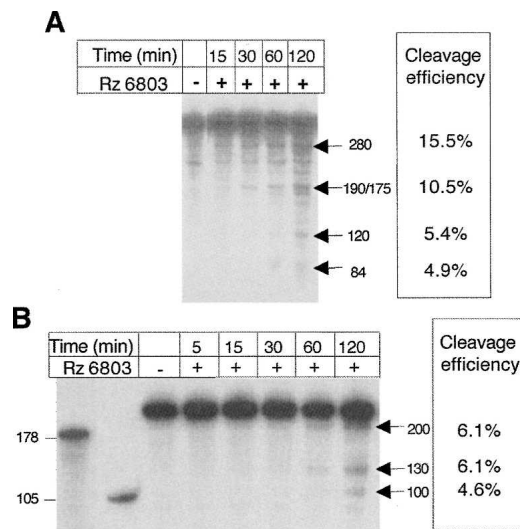 A
Time (min) 15 30 60 120
Rz 6803 - + + + +
Cleavage efficiency
280 15.5%
190/175 10.5%
120 5.4%
84 4.9%
B
Time (min) 5 15 30 60 120
Rz 6803 - + + + + +
Cleavage efficiency
178
105
200 6.1%
130 6.1%
100 4.6%